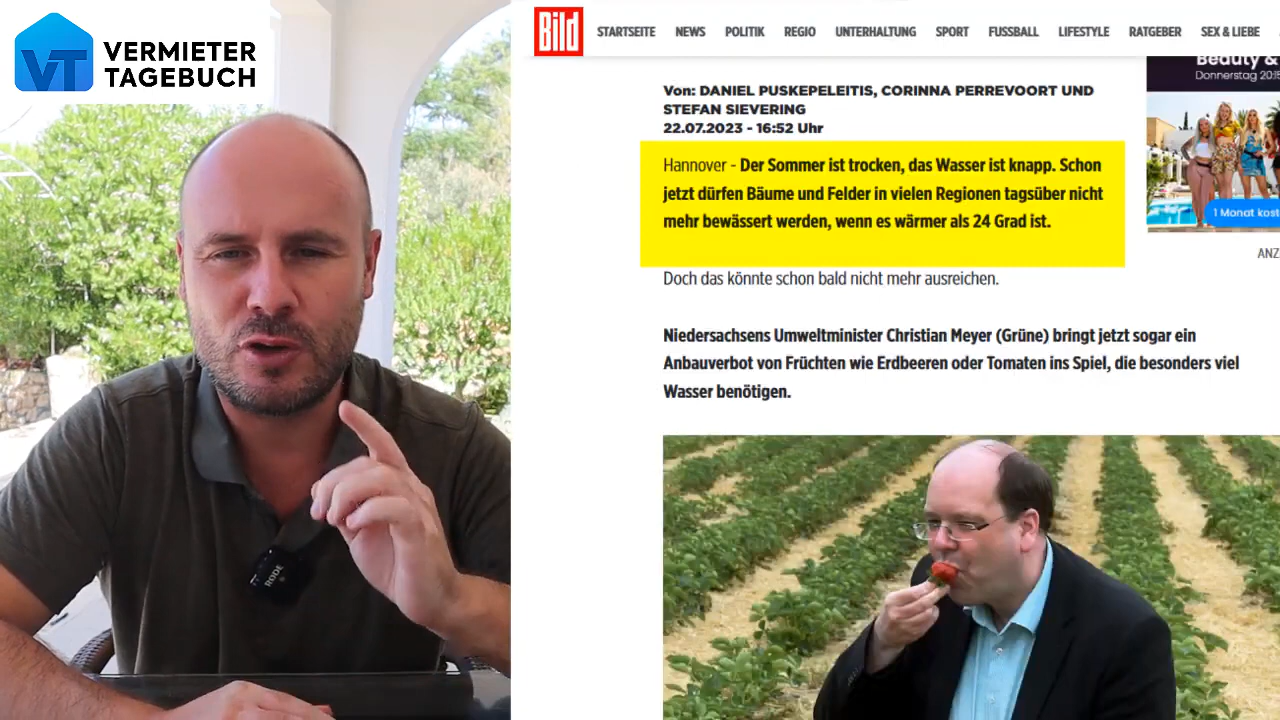 VERMIETER
TAGEBUCH
VT
Bild
STARTSEITE NEWS POLITIK REGIO UNTERHALTUNG SPORT FUSSBALL LIFESTYLE RATGEBER SEX & LIEBE
Beauty &
Donnerstag 20:15
Von: DANIEL PUSKEPELEITIS, CORINNA PERREVOORT UND
STEFAN SIEVERING
22.07.2023 - 16:52 Uhr
Hannover - Der Sommer ist trocken, das Wasser ist knapp. Schon
jetzt dürfen Bäume und Felder in vielen Regionen tagsüber nicht
mehr bewässert werden, wenn es wärmer als 24 Grad ist.
1 Monat kost
ANZ
Doch das könnte schon bald nicht mehr ausreichen.
Niedersachsens Umweltminister Christian Meyer (Grüne) bringt jetzt sogar ein
Anbauverbot von Früchten wie Erdbeeren oder Tomaten ins Spiel, die besonders viel
Wasser benötigen.
RODE